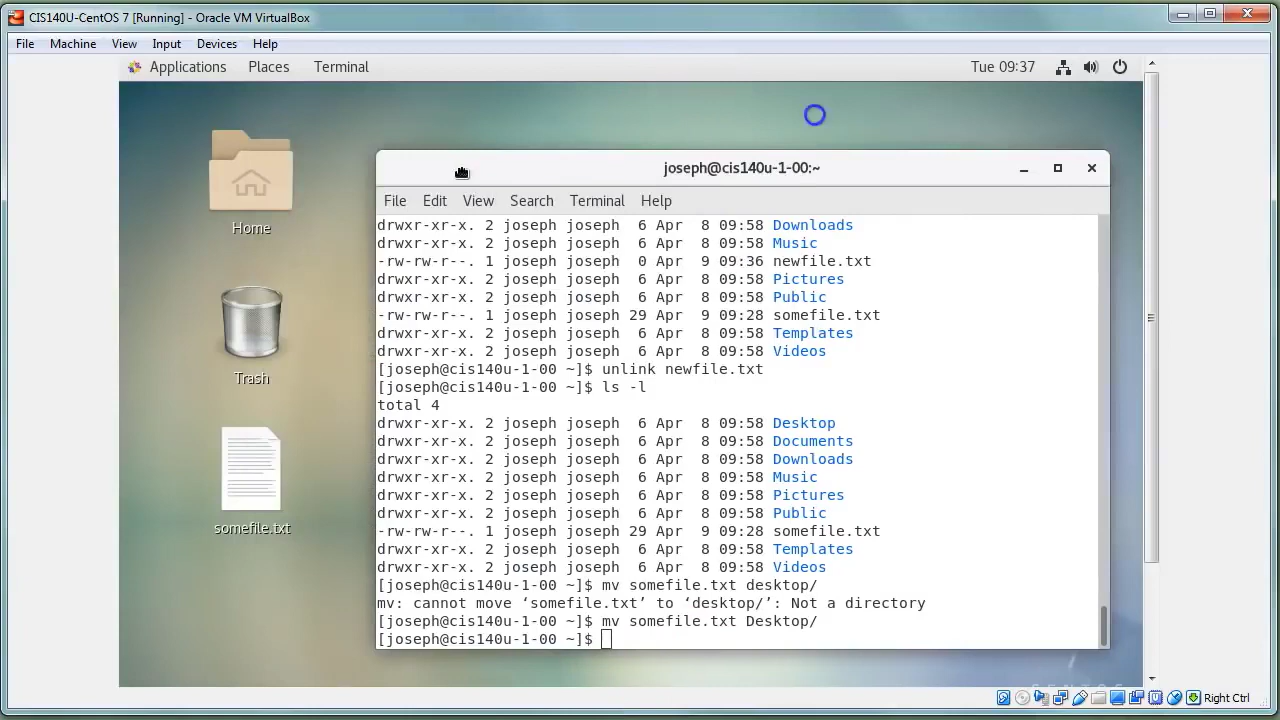 CIS140U-CentOS 7 [Running] - Oracle VM VirtualBox
File Machine View Input Devices Help
Applications Places Terminal Tue 09:37
joseph@cis140u-1-00:~
File Edit View Search Terminal Help
drwxr-xr-x. 2 joseph joseph  6 Apr  8 09:58 Downloads
drwxr-xr-x. 2 joseph joseph  6 Apr  8 09:58 Music
-rw-rw-r--. 1 joseph joseph  0 Apr  9 09:36 newfile.txt
drwxr-xr-x. 2 joseph joseph  6 Apr  8 09:58 Pictures
drwxr-xr-x. 2 joseph joseph  6 Apr  8 09:58 Public
-rw-rw-r--. 1 joseph joseph 29 Apr  9 09:28 somefile.txt
drwxr-xr-x. 2 joseph joseph  6 Apr  8 09:58 Templates
drwxr-xr-x. 2 joseph joseph  6 Apr  8 09:58 Videos
[joseph@cis140u-1-00 ~]$ unlink newfile.txt
[joseph@cis140u-1-00 ~]$ ls -l
total 4
drwxr-xr-x. 2 joseph joseph  6 Apr  8 09:58 Desktop
drwxr-xr-x. 2 joseph joseph  6 Apr  8 09:58 Documents
drwxr-xr-x. 2 joseph joseph  6 Apr  8 09:58 Downloads
drwxr-xr-x. 2 joseph joseph  6 Apr  8 09:58 Music
drwxr-xr-x. 2 joseph joseph  6 Apr  8 09:58 Pictures
drwxr-xr-x. 2 joseph joseph  6 Apr  8 09:58 Public
-rw-rw-r--. 1 joseph joseph 29 Apr  9 09:28 somefile.txt
drwxr-xr-x. 2 joseph joseph  6 Apr  8 09:58 Templates
drwxr-xr-x. 2 joseph joseph  6 Apr  8 09:58 Videos
[joseph@cis140u-1-00 ~]$ mv somefile.txt desktop/
mv: cannot move ‘somefile.txt’ to ‘desktop/’: Not a directory
[joseph@cis140u-1-00 ~]$ mv somefile.txt Desktop/
[joseph@cis140u-1-00 ~]$
Home
Trash
somefile.txt
Right Ctrl